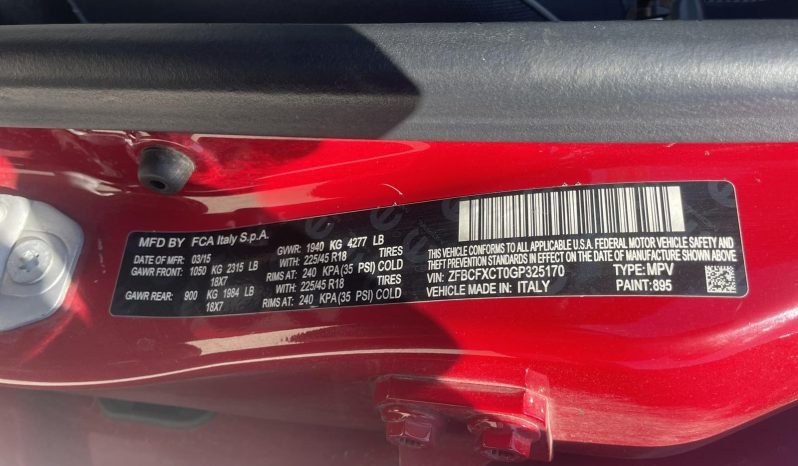 MFD BY FCA Italy S.p.A.
DATE OF MFR: 03/15 GVWR: 1940 KG 4277 LB
GAWR FRONT: 1050 KG 2315 LB WITH: 225/45 R18 TIRES
18X7 RIMS AT: 240 KPA(35 PSI) COLD
GAWR REAR: 900 KG 1984 LB WITH: 225/45 R18 TIRES
18X7 RIMS AT: 240 KPA(35 PSI) COLD
THIS VEHICLE CONFORMS TO ALL APPLICABLE U.S.A. FEDERAL MOTOR VEHICLE SAFETY AND
THEFT PREVENTION STANDARDS IN EFFECT ON THE DATE OF MANUFACTURE SHOWN ABOVE.
VIN: ZFBCFXCT0GP325170 TYPE: MPV
VEHICLE MADE IN: ITALY PAINT:895